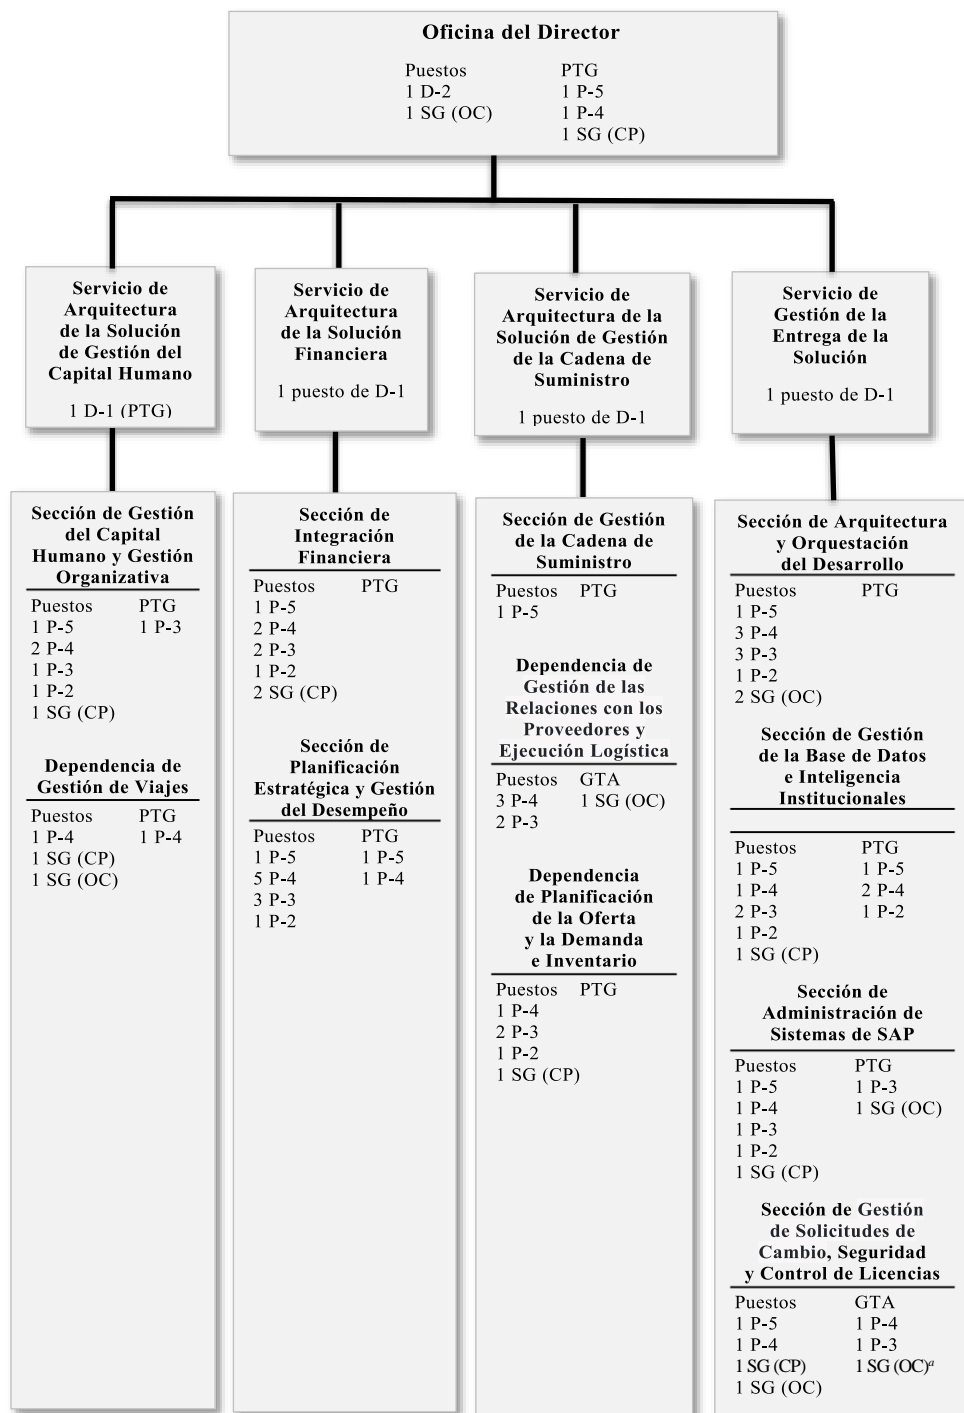 Oficina del Director
Puestos PTG
1 D-2 1 P-5
1 SG (OC) 1 P-4
1 SG (CP)
Servicio de
Arquitectura
de la Solución
de Gestión del
Capital Humano
1 D-1 (PTG)
Servicio de
Arquitectura
de la Solución
Financiera
1 puesto de D-1
Servicio de
Arquitectura de la
Solución de Gestión
de la Cadena de
Suministro
1 puesto de D-1
Servicio de
Gestión de la
Entrega de la
Solución
1 puesto de D-1
Sección de Gestión
del Capital
Humano y Gestión
Organizativa
Puestos PTG
1 P-5 1 P-3
2 P-4
1 P-3
1 P-2
1 SG (CP)
Dependencia de
Gestión de Viajes
Puestos PTG
1 P-4 1 P-4
1 SG (CP)
1 SG (OC)
Sección de
Integración
Financiera
Puestos PTG
1 P-5
2 P-4
2 P-3
1 P-2
2 SG (CP)
Sección de
Planificación
Estratégica y Gestión
del Desempeño
Puestos PTG
1 P-5 1 P-5
5 P-4 1 P-4
3 P-3
1 P-2
Sección de Gestión
de la Cadena de
Suministro
Puestos PTG
1 P-5
Dependencia de
Gestión de las
Relaciones con los
Proveedores y
Ejecución Logística
Puestos GTA
3 P-4 1 SG (OC)
2 P-3
Dependencia
de Planificación
de la Oferta
y la Demanda
e Inventario
Puestos PTG
1 P-4
2 P-3
1 P-2
1 SG (CP)
Sección de Arquitectura
y Orquestación
del Desarrollo
Puestos PTG
1 P-5
3 P-4
3 P-3
1 P-2
2 SG (OC)
Sección de Gestión
de la Base de Datos
e Inteligencia
Institucionales
Puestos PTG
1 P-5 1 P-5
1 P-4 2 P-4
2 P-3 1 P-2
1 P-2
1 SG (CP)
Sección de
Administración de
Sistemas de SAP
Puestos PTG
1 P-5 1 P-3
1 P-4 1 SG (OC)
1 P-3
1 P-2
1 SG (CP)
Sección de Gestión
de Solicitudes de
Cambio, Seguridad
y Control de Licencias
Puestos GTA
1 P-5 1 P-4
1 P-4 1 P-3
1 SG (CP) 1 SG (OC)a
1 SG (OC)